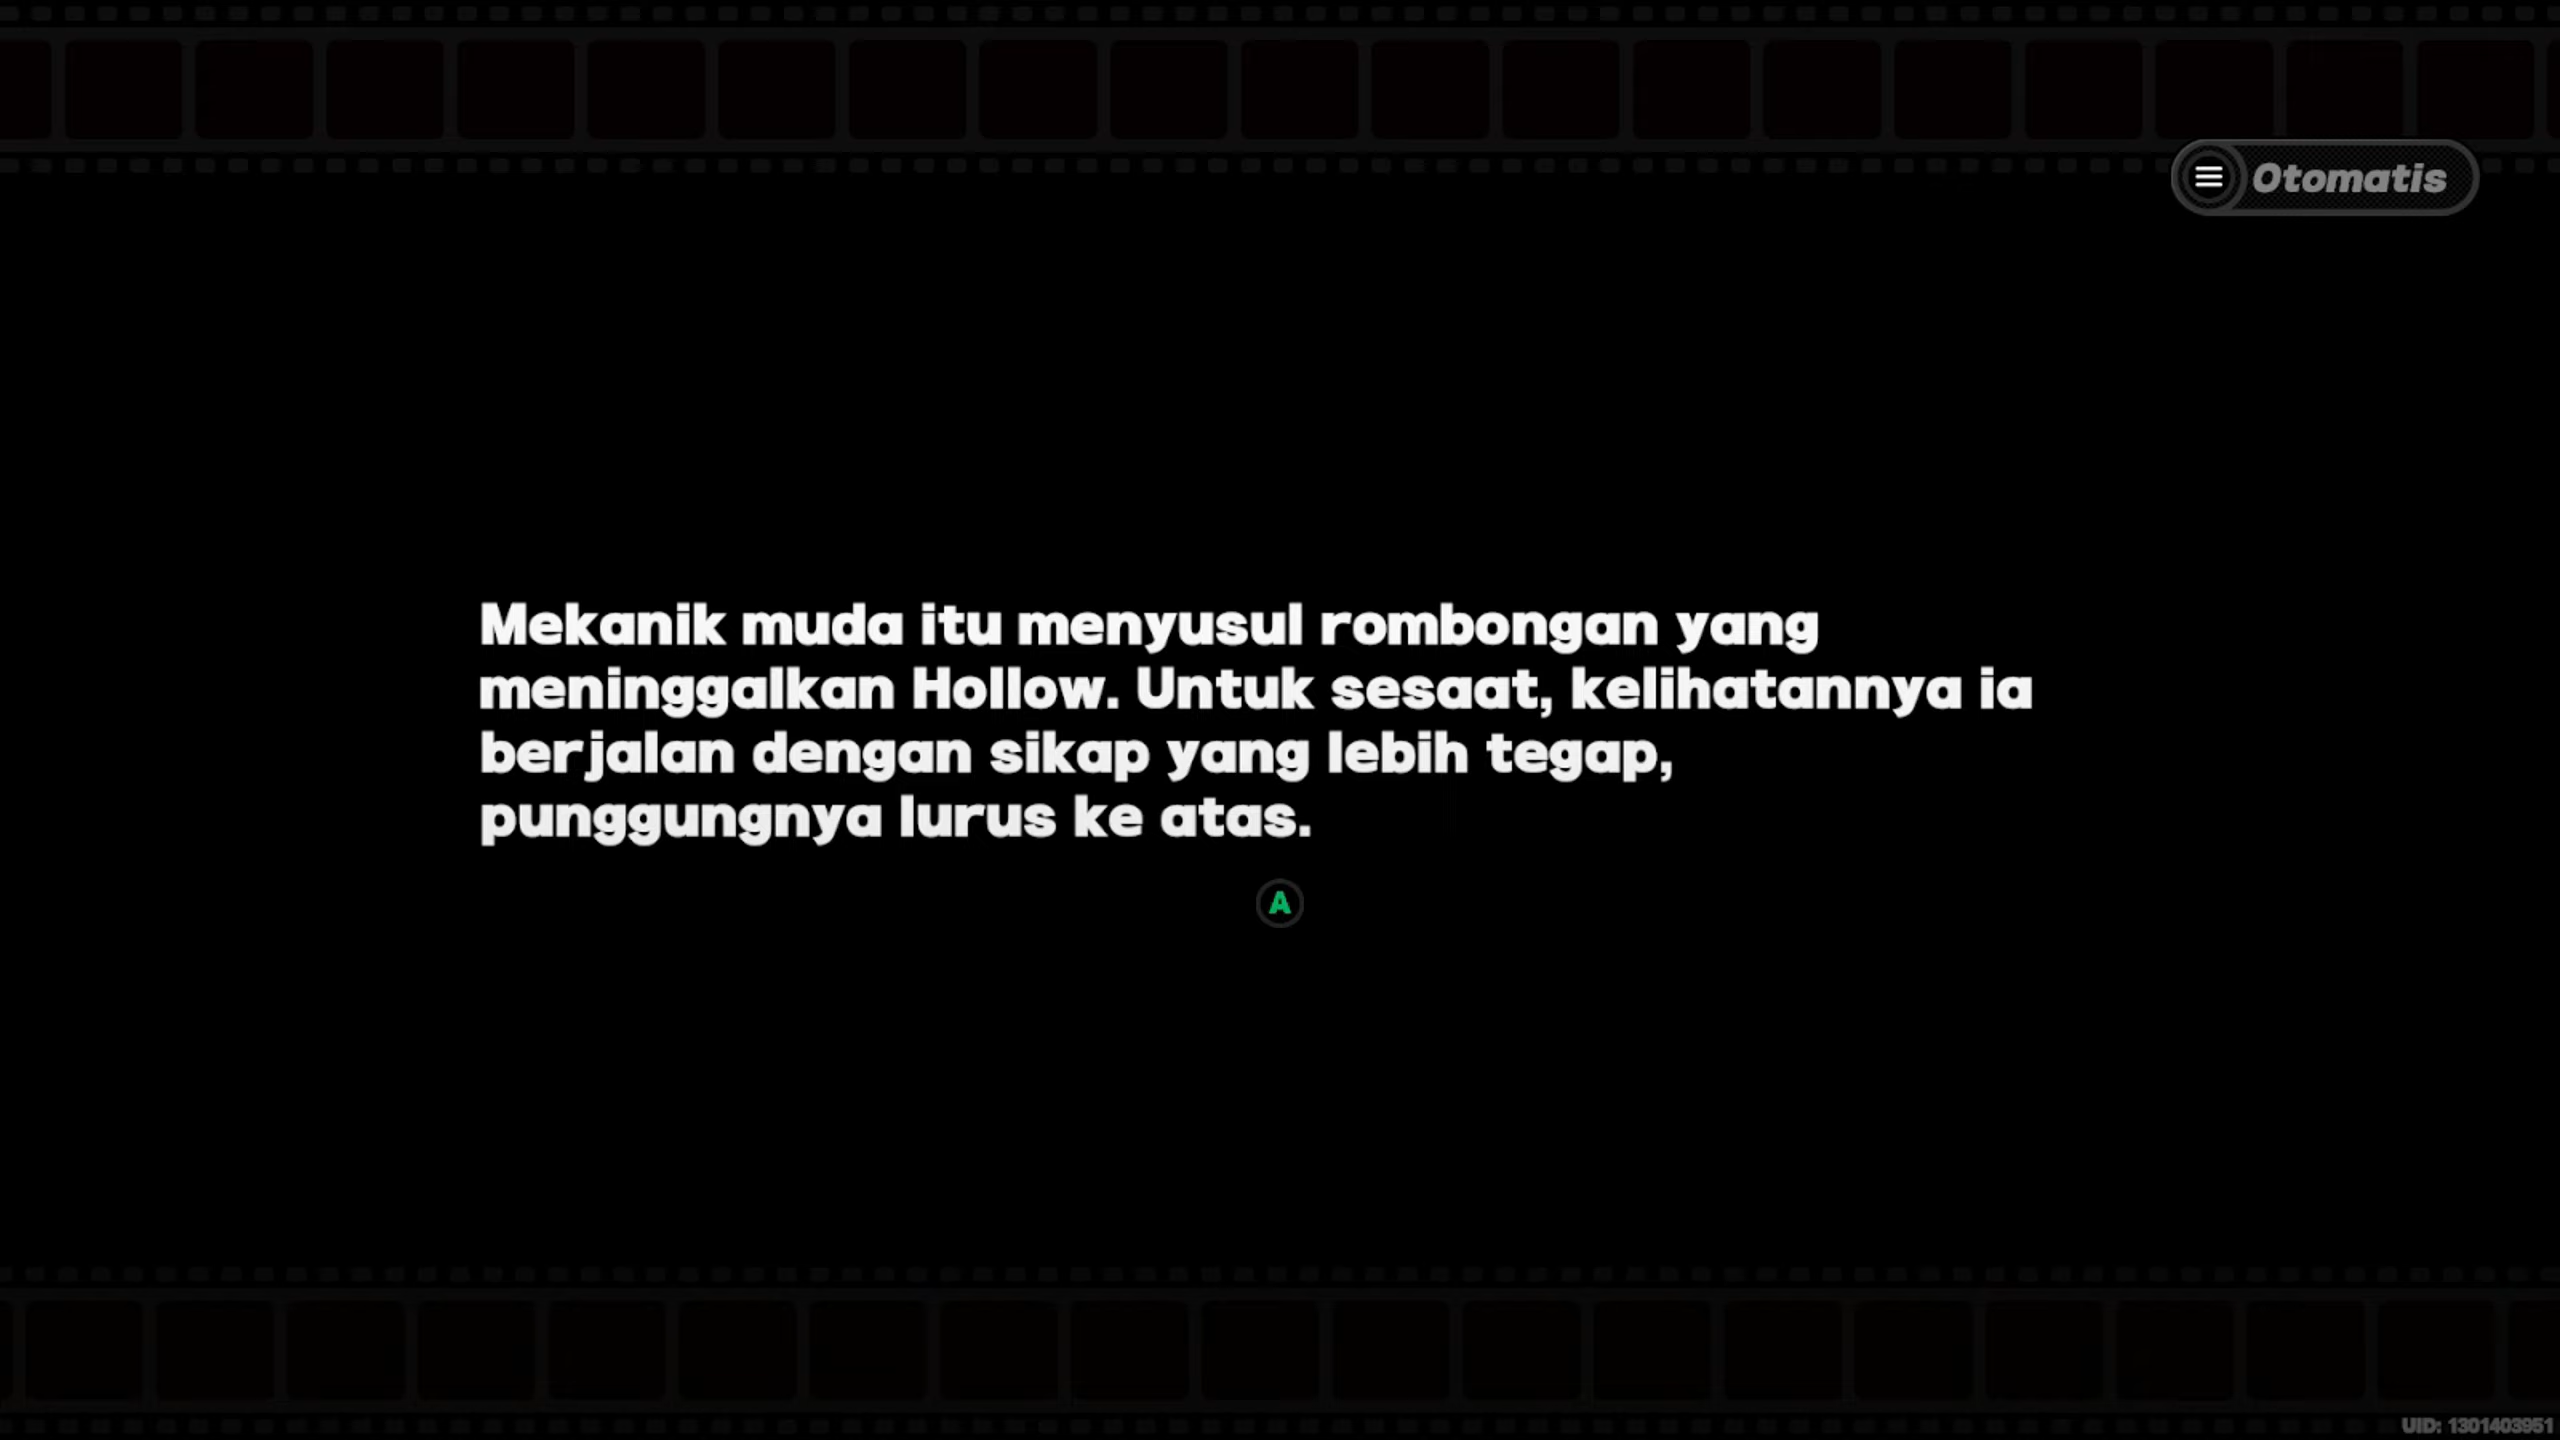 Otomatis
Mekanik muda itu menyusul rombongan yang
meninggalkan Hollow. Untuk sesaat, kelihatannya ia
berjalan dengan sikap yang lebih tegap,
punggungnya lurus ke atas.
A
UID: 1301403951